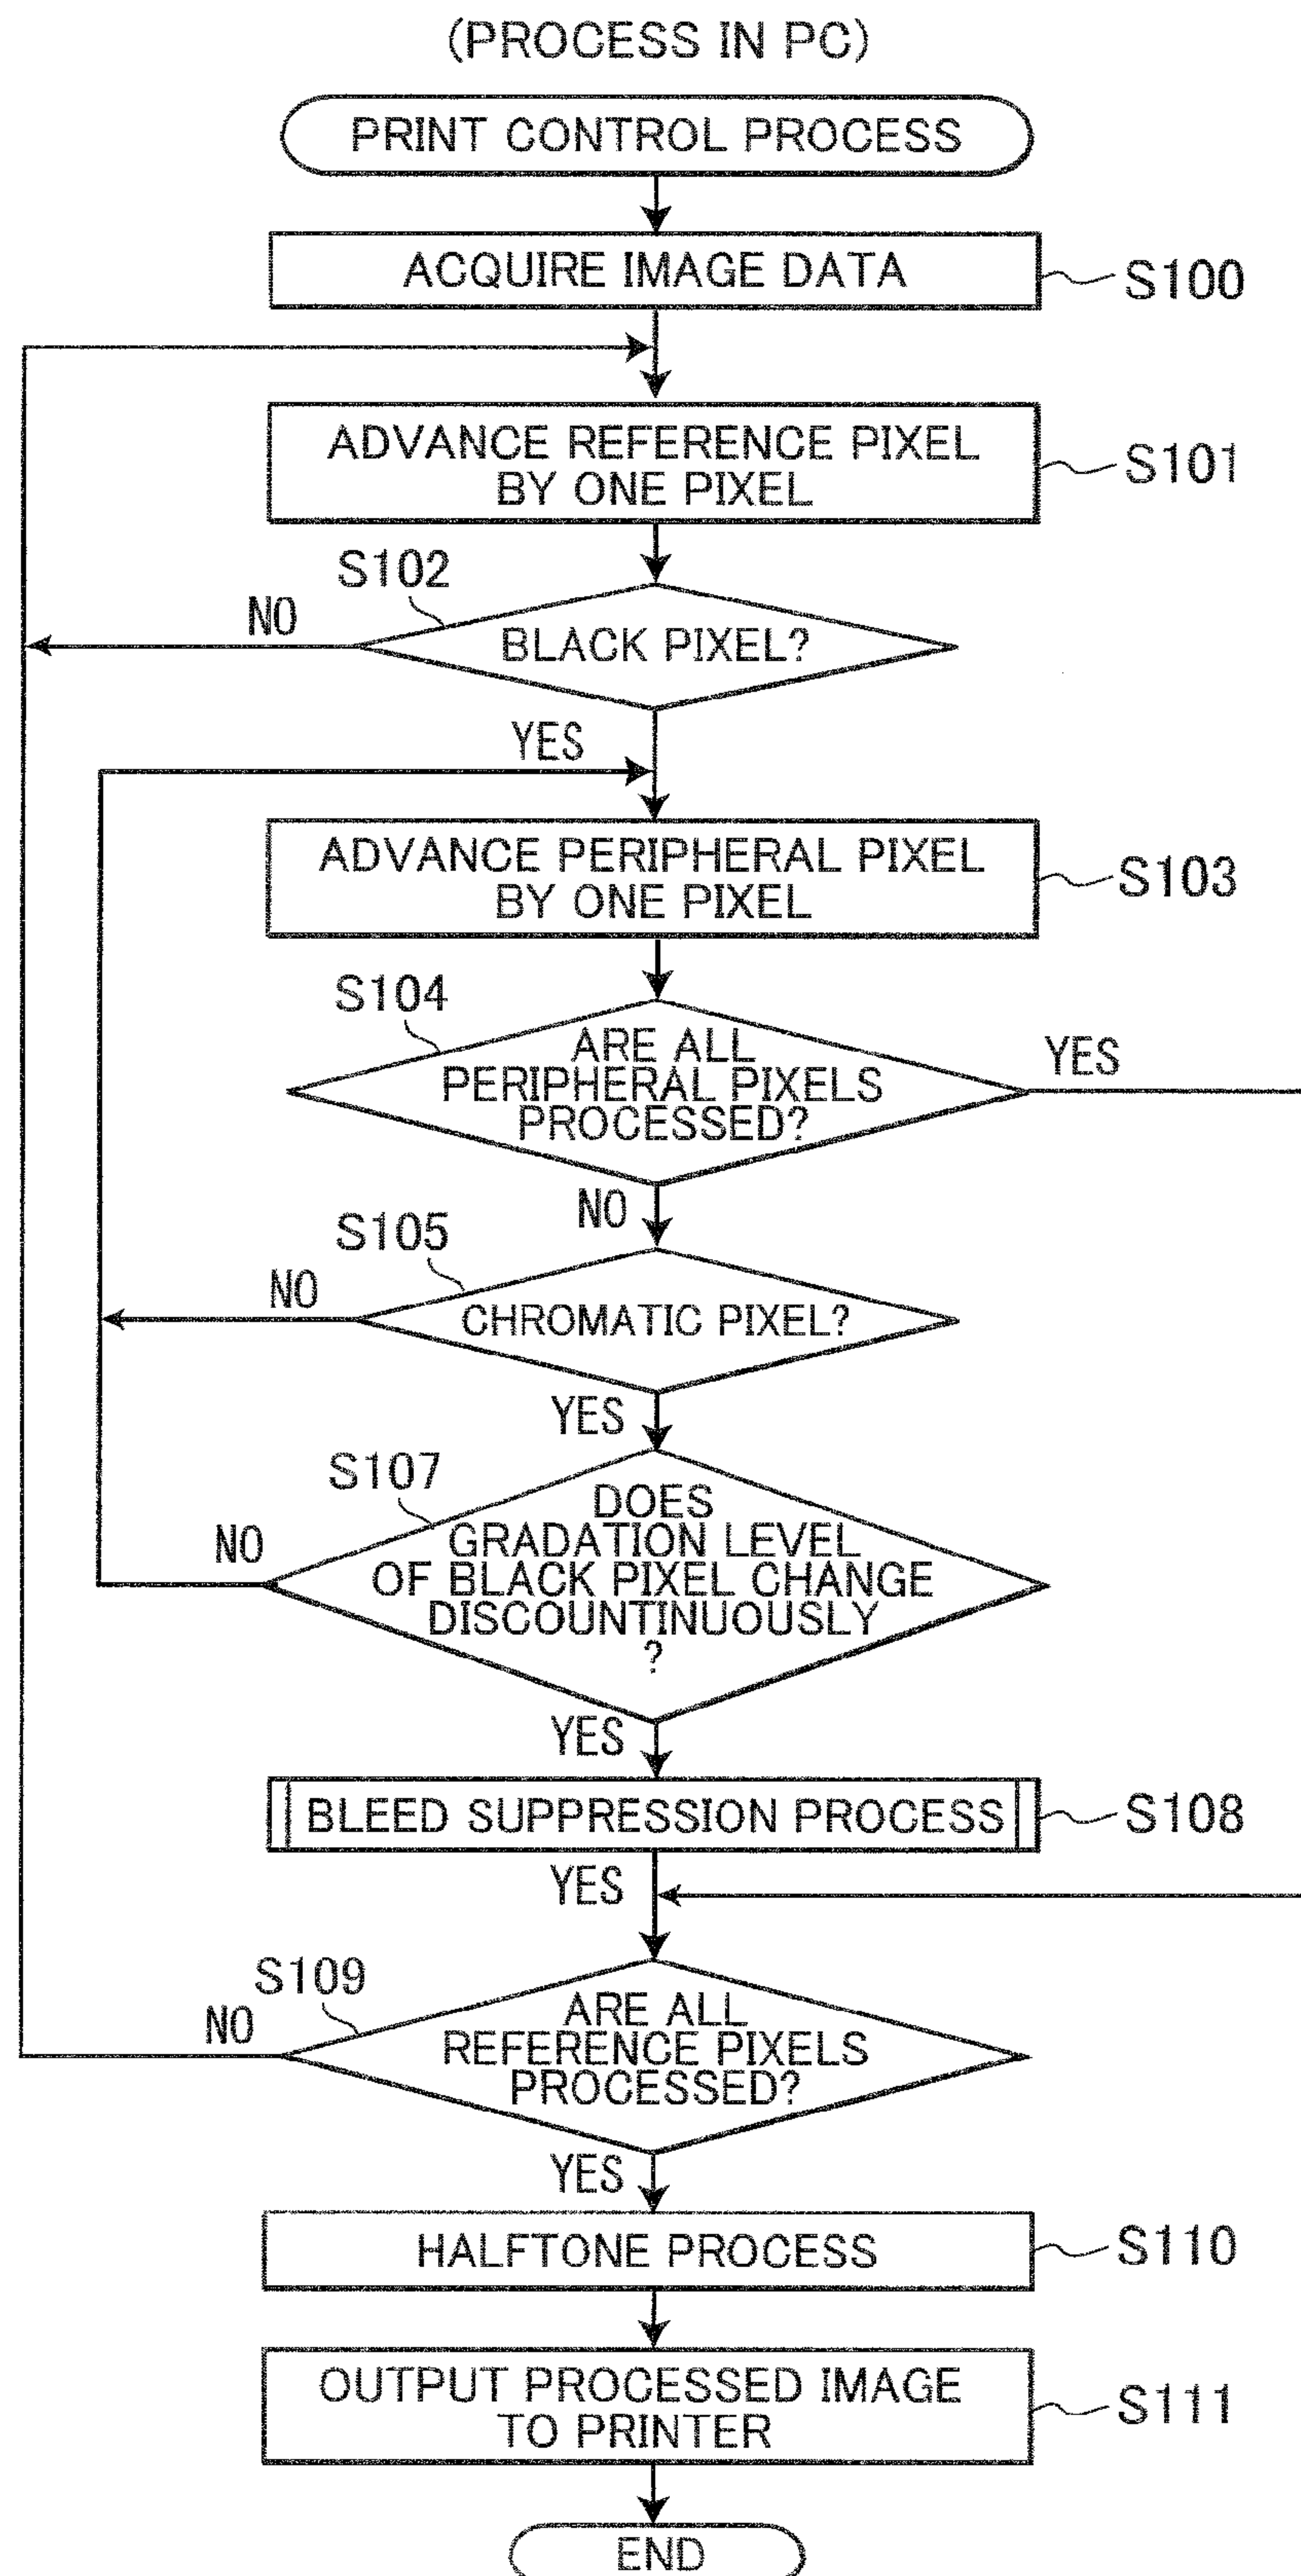 (PROCESS IN PC)
PRINT CONTROL PROCESS
ACQUIRE IMAGE DATA
S100
ADVANCE REFERENCE PIXEL
BY ONE PIXEL
S101
S102
NO
BLACK PIXEL?
YES
ADVANCE PERIPHERAL PIXEL
BY ONE PIXEL
S103
S104
ARE ALL
PERIPHERAL PIXELS
PROCESSED?
YES
NO
S105
NO
CHROMATIC PIXEL?
YES
S107
NO
DOES
GRADATION LEVEL
OF BLACK PIXEL CHANGE
DISCOUNTINUOUSLY
?
YES
BLEED SUPPRESSION PROCESS
S108
YES
S109
NO
ARE ALL
REFERENCE PIXELS
PROCESSED?
YES
HALFTONE PROCESS
S110
OUTPUT PROCESSED IMAGE
TO PRINTER
S111
END